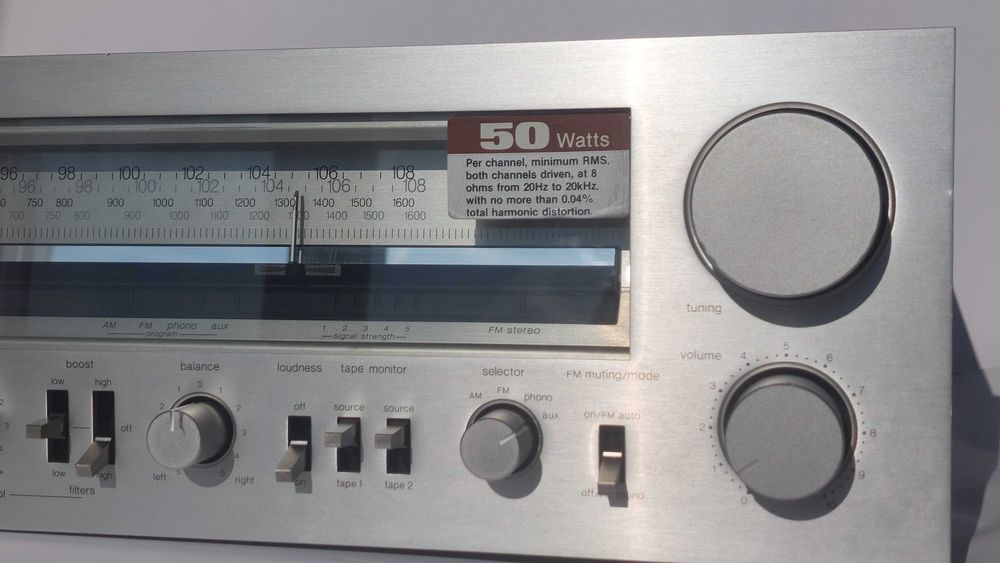 50 Watts
Per channel, minimum RMS.
both channels driven, at 8
ohms from 20Hz to 20kHz,
with no more than 0.04%
total harmonic distortion.
96 98 100 102 104 106 108
96 98 100 102 104 106 108
750 800 900 1000 1200 1300 1400 1600
700 750 800 900 1000 1100 1200 1300 1400 1500 1600
AM FM phono aux
program
1 2 3 4 5
signal strength
FM stereo
tuning
boost
low high
off
low high
filters
balance
2 1 0 1 2
3
4
5 5
left right
loudness
off
on
tape monitor
source source
tape 1 tape 2
selector
AM FM phono
aux
FM muting/mode
on/FM auto
off/mono
volume
0 1 2 3 4 5 6 7 8 9 10